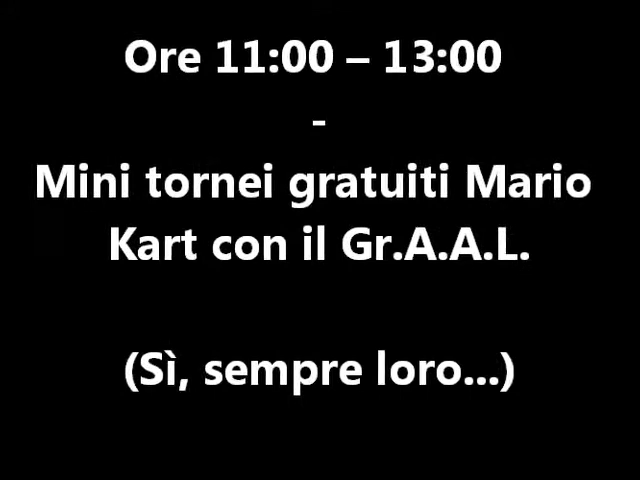 Ore 11:00 – 13:00
-
Mini tornei gratuiti Mario
Kart con il Gr.A.A.L.
(Sì, sempre loro...)